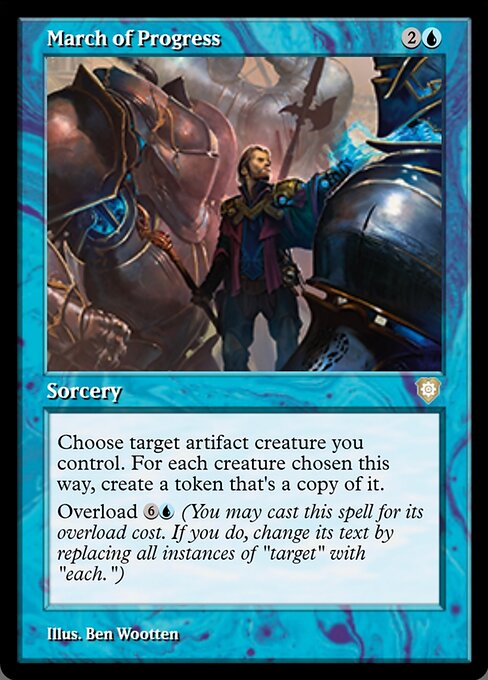 March of Progress 2
Sorcery
Choose target artifact creature you
control. For each creature chosen this
way, create a token that's a copy of it.
Overload 6 (You may cast this spell for its
overload cost. If you do, change its text by
replacing all instances of "target" with
"each.")
Illus. Ben Wootten